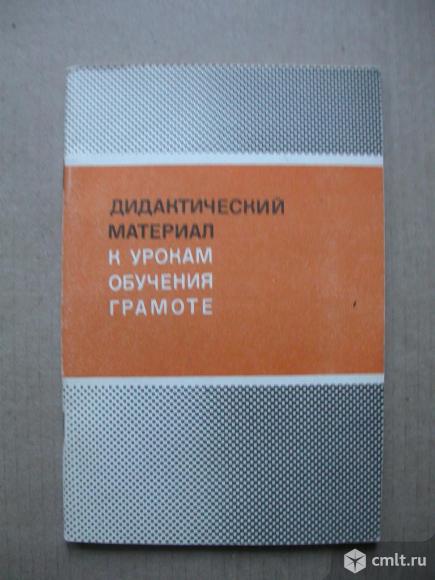 ДИДАКТИЧЕСКИЙ
МАТЕРИАЛ
К УРОКАМ
ОБУЧЕНИЯ
ГРАМОТЕ
cmlt.ru